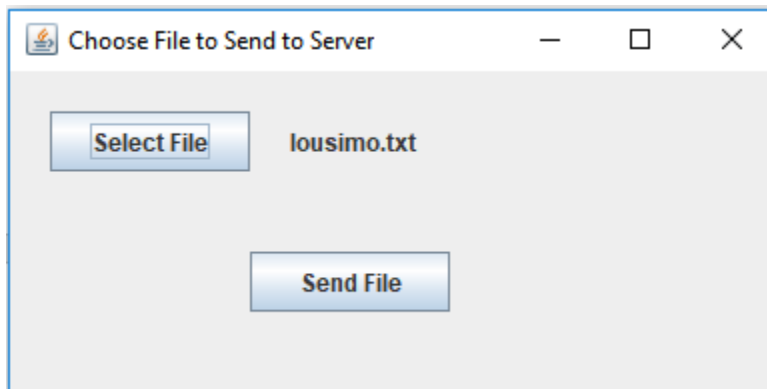 Choose File to Send to Server
Select File lousimo.txt
Send File